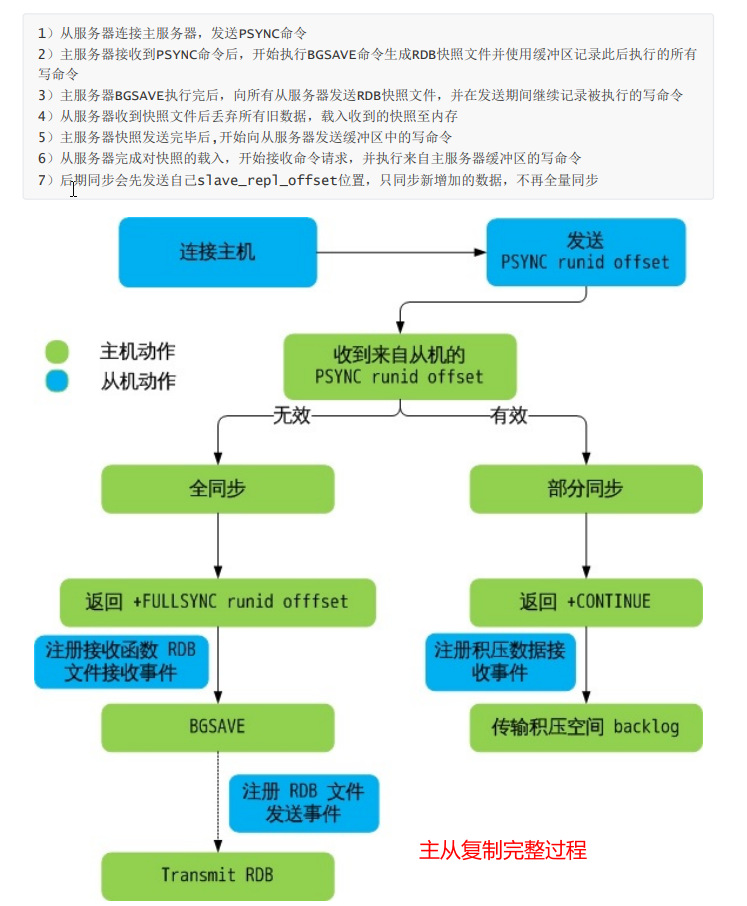 1）从服务器连接主服务器，发送PSYNC命令
2）主服务器接收到PSYNC命令后，开始执行BGSAVE命令生成RDB快照文件并使用缓冲区记录此后执行的所有
写命令
3）主服务器BGSAVE执行完后，向所有从服务器发送RDB快照文件，并在发送期间继续记录被执行的写命令
4）从服务器收到快照文件后丢弃所有旧数据，载入收到的快照至内存
5）主服务器快照发送完毕后,开始向从服务器发送缓冲区中的写命令
6）从服务器完成对快照的载入，开始接收命令请求，并执行来自主服务器缓冲区的写命令
7）后期同步会先发送自己slave_repl_offset位置，只同步新增加的数据，不再全量同步
连接主机
发送
PSYNC runid offset
主机动作
从机动作
收到来自从机的
PSYNC runid offset
无效
有效
全同步
部分同步
返回 +FULLSYNC runid offfset
返回 +CONTINUE
注册接收函数 RDB
文件接收事件
注册积压数据接
收事件
BGSAVE
传输积压空间 backlog
注册 RDB 文件
发送事件
主从复制完整过程
Transmit RDB